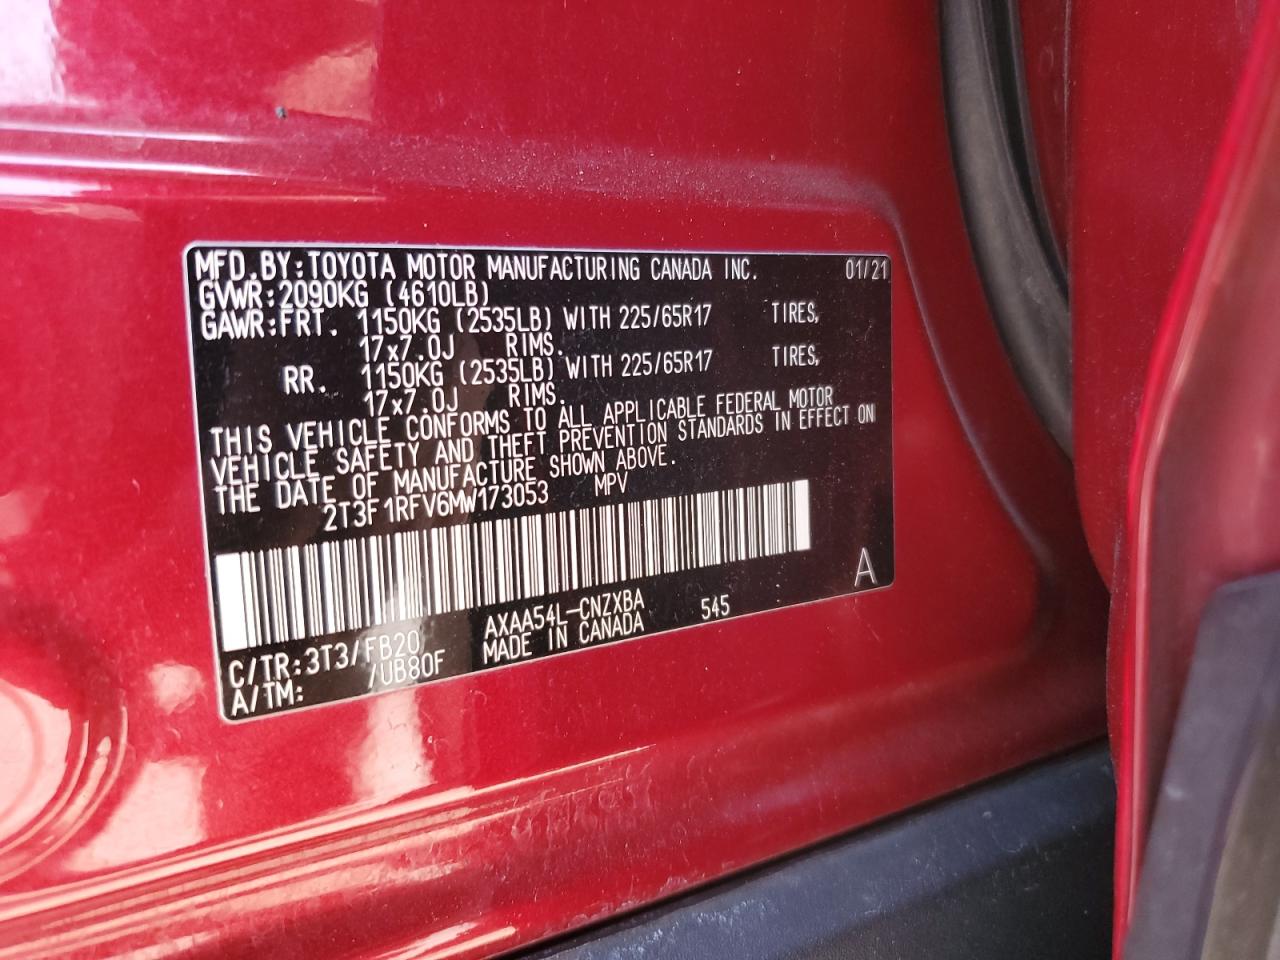 MFD.BY:TOYOTA MOTOR MANUFACTURING CANADA INC. 01/21
GVWR:2090KG (4610LB)
GAWR:FRT. 1150KG (2535LB) WITH 225/65R17 TIRES,
17x7.0J RIMS.
RR. 1150KG (2535LB) WITH 225/65R17 TIRES,
17x7.0J RIMS.
THIS VEHICLE CONFORMS TO ALL APPLICABLE FEDERAL MOTOR
VEHICLE SAFETY AND THEFT PREVENTION STANDARDS IN EFFECT ON
THE DATE OF MANUFACTURE SHOWN ABOVE.
2T3F1RFV6MW173053 MPV
A
C/TR:3T3/FB20 AXAA54L-CNZXBA 545
A/TM: /UB80F MADE IN CANADA